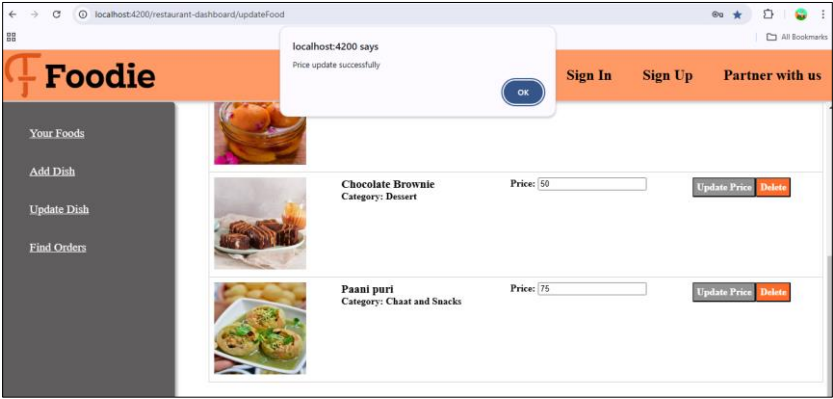 localhost:4200/restaurant-dashboard/updateFood
All Bookmarks
localhost:4200 says
Price update successfully
OK
Foodie
Sign In Sign Up Partner with us
Your Foods
Add Dish
Update Dish
Find Orders
Chocolate Brownie
Category: Dessert
Price: 50
Update Price Delete
Paani puri
Category: Chaat and Snacks
Price: 75
Update Price Delete